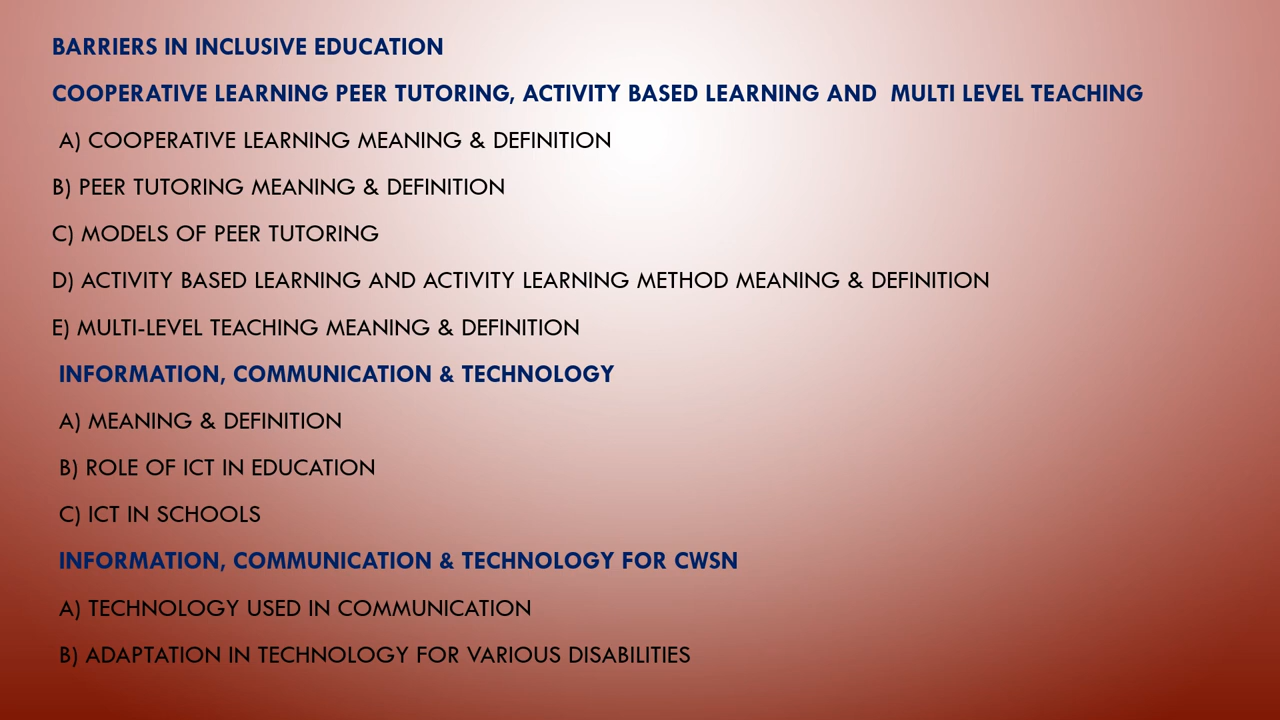 BARRIERS IN INCLUSIVE EDUCATION
COOPERATIVE LEARNING PEER TUTORING, ACTIVITY BASED LEARNING AND  MULTI LEVEL TEACHING
A) COOPERATIVE LEARNING MEANING & DEFINITION
B) PEER TUTORING MEANING & DEFINITION
C) MODELS OF PEER TUTORING
D) ACTIVITY BASED LEARNING AND ACTIVITY LEARNING METHOD MEANING & DEFINITION
E) MULTI-LEVEL TEACHING MEANING & DEFINITION
INFORMATION, COMMUNICATION & TECHNOLOGY
A) MEANING & DEFINITION
B) ROLE OF ICT IN EDUCATION
C) ICT IN SCHOOLS
INFORMATION, COMMUNICATION & TECHNOLOGY FOR CWSN
A) TECHNOLOGY USED IN COMMUNICATION
B) ADAPTATION IN TECHNOLOGY FOR VARIOUS DISABILITIES